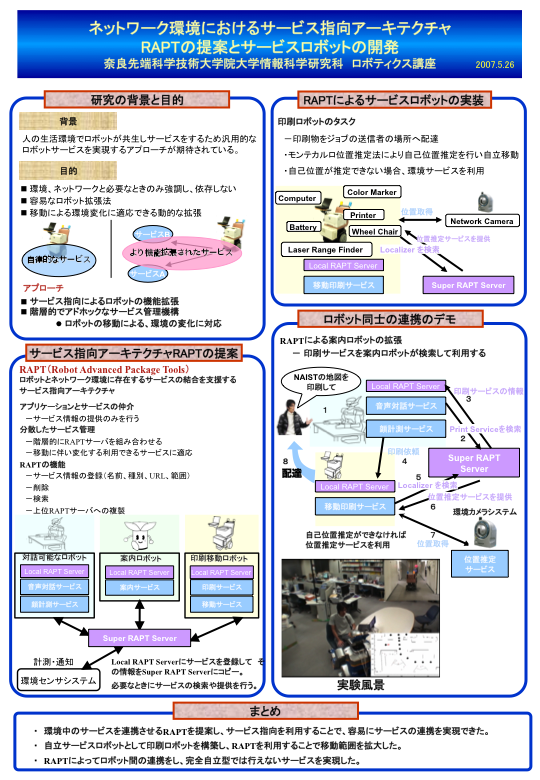 ネットワーク環境におけるサービス指向アーキテクチャ
RAPTの提案とサービスロボットの開発
奈良先端科学技術大学院大学情報科学研究科 ロボティクス講座 2007.5.26
研究の背景と目的
背景
人の生活環境でロボットが共生しサービスをするため汎用的な
ロボットサービスを実現するアプローチが期待されている。
目的
■ 環境、ネットワークと必要なときのみ強調し、依存しない
■ 容易なロボット拡張法
■ 移動による環境変化に適応できる動的な拡張
サービスB
自律的なサービス
より機能拡張されたサービス
サービスA
アプローチ
■ サービス指向によるロボットの機能拡張
■ 階層的でアドホックなサービス管理機構
● ロボットの移動による、環境の変化に対応
サービス指向アーキテクチャRAPTの提案
RAPT（Robot Advanced Package Tools）
ロボットとネットワーク環境に存在するサービスの結合を支援する
サービス指向アーキテクチャ
アプリケーションとサービスの仲介
－サービス情報の提供のみを行う
分散したサービス管理
－階層的にRAPTサーバを組み合わせる
－移動に伴い変化する利用できるサービスに適応
RAPTの機能
－サービス情報の登録（名前、種別、URL、範囲）
－削除
－検索
－上位RAPTサーバへの複製
対話可能なロボット
案内ロボット
印刷移動ロボット
Local RAPT Server
音声対話サービス
顔計測サービス
Local RAPT Server
案内サービス
Local RAPT Server
印刷サービス
移動サービス
Super RAPT Server
計測・通知
環境センサシステム
Local RAPT Serverにサービスを登録して そ
の情報をSuper RAPT Serverにコピー。
必要なときにサービスの検索や提供を行う。
RAPTによるサービスロボットの実装
印刷ロボットのタスク
－印刷物をジョブの送信者の場所へ配達
・モンテカルロ位置推定法により自己位置推定を行い自立移動
・自己位置が推定できない場合、環境サービスを利用
Computer
Color Marker
Printer
Battery
Wheel Chair
Laser Range Finder
位置取得
Network Camera
位置推定サービスを提供
Localizer を検索
Local RAPT Server
移動印刷サービス
Super RAPT Server
ロボット同士の連携のデモ
RAPTによる案内ロボットの拡張
－ 印刷サービスを案内ロボットが検索して利用する
NAISTの地図を
印刷して
1
Local RAPT Server
音声対話サービス
顔計測サービス
印刷サービスの情報
3
Print Serviceを検索
2
印刷依頼
4
Super RAPT
Server
8
配達
5
Localizer を検索
Local RAPT Server
移動印刷サービス
位置推定サービスを提供
6
環境カメラシステム
自己位置推定ができなければ
位置推定サービスを利用
7
位置取得
位置推定
サービス
実験風景
まとめ
・ 環境中のサービスを連携させるRAPTを提案し、サービス指向を利用することで、容易にサービスの連携を実現できた。
・ 自立サービスロボットとして印刷ロボットを構築し、RAPTを利用することで移動範囲を拡大した。
・ RAPTによってロボット間の連携をし、完全自立型では行えないサービスを実現した。